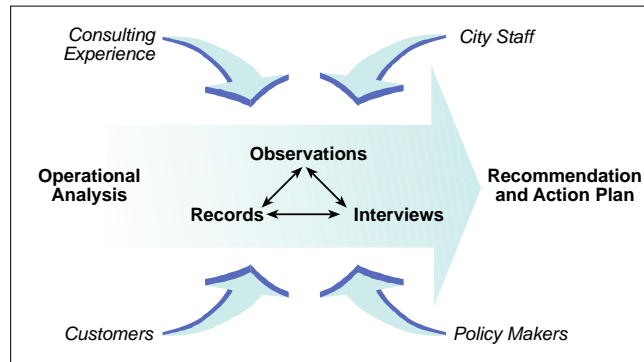 Consulting
Experience
City Staff
Observations
Operational
Analysis
Recommendation
and Action Plan
Records
Interviews
Customers
Policy Makers